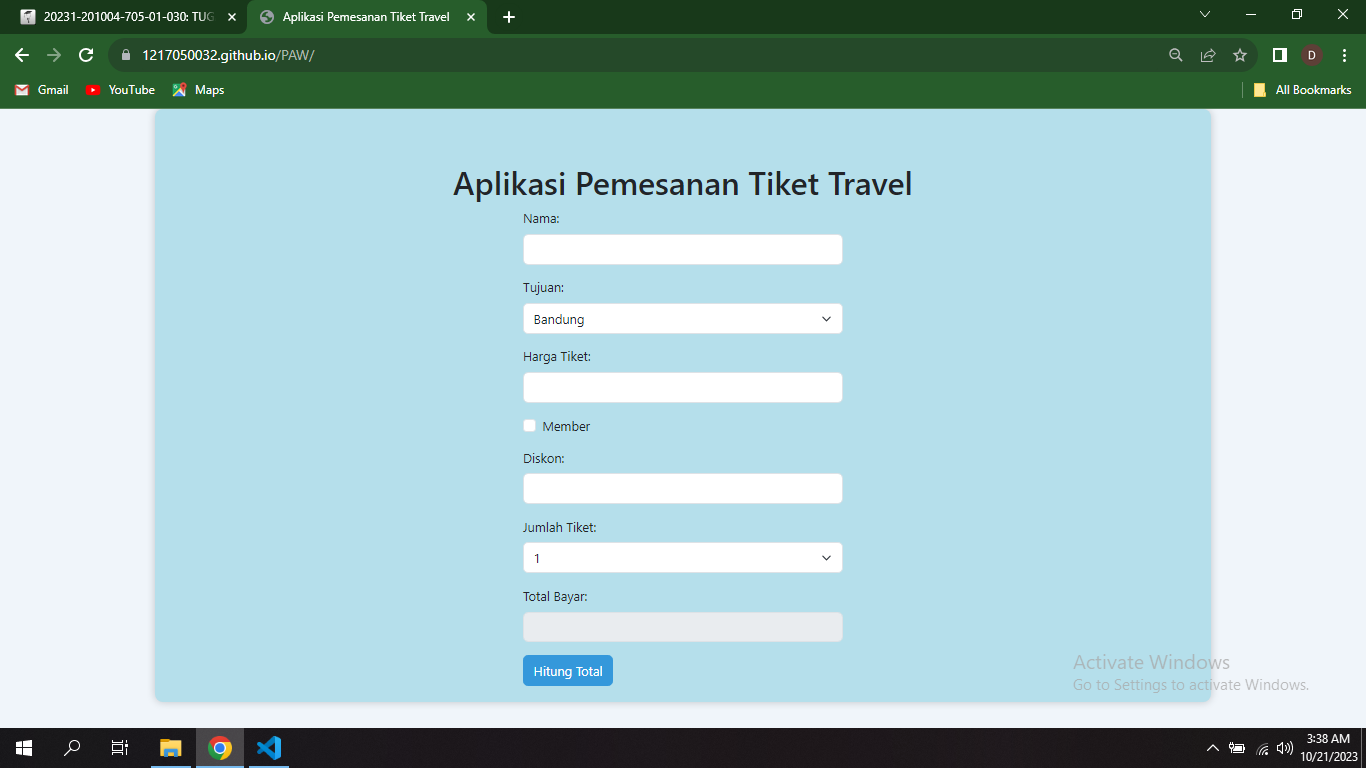 20231-201004-705-01-030: TUG
Aplikasi Pemesanan Tiket Travel
1217050032.github.io/PAW/
D
Gmail
YouTube
Maps
All Bookmarks
Aplikasi Pemesanan Tiket Travel
Nama:
Tujuan:
Bandung
Harga Tiket:
Member
Diskon:
Jumlah Tiket:
1
Total Bayar:
Hitung Total
Activate Windows
Go to Settings to activate Windows.
3:38 AM
10/21/2023